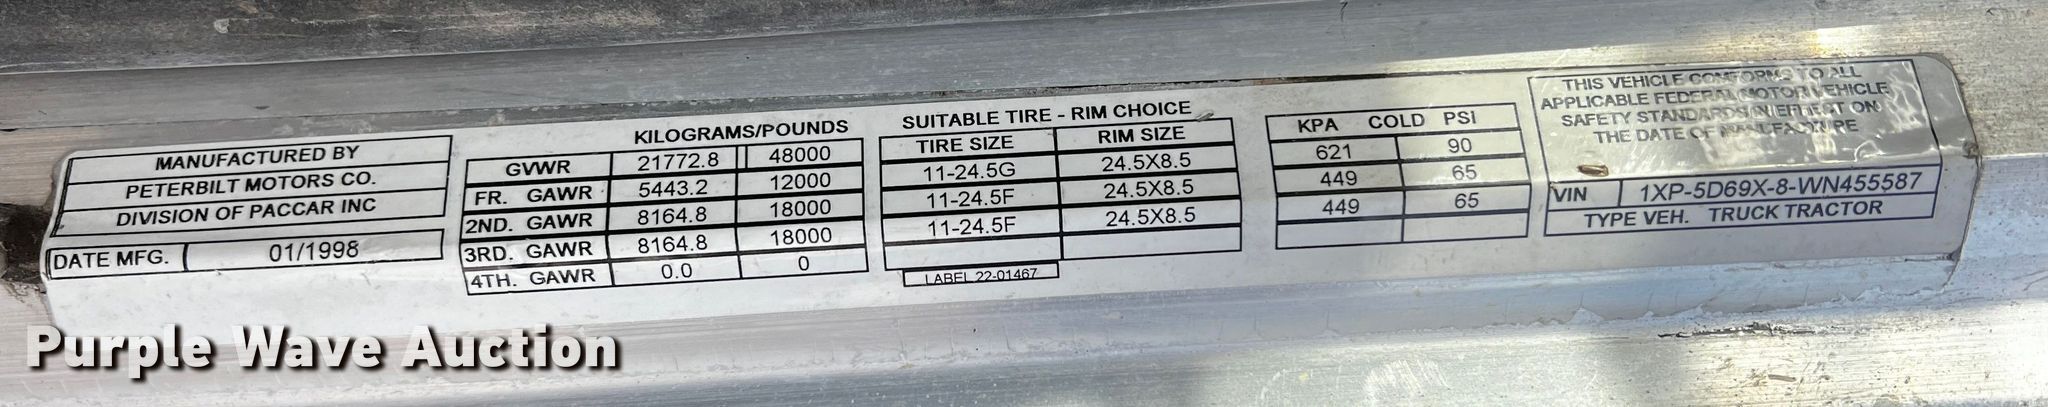 MANUFACTURED BY
PETERBILT MOTORS CO.
DIVISION OF PACCAR INC
DATE MFG. 01/1998
KILOGRAMS/POUNDS
GVWR 21772.8 48000
FR. GAWR 5443.2 12000
2ND. GAWR 8164.8 18000
3RD. GAWR 8164.8 18000
4TH. GAWR 0.0 0
SUITABLE TIRE - RIM CHOICE
TIRE SIZE RIM SIZE
11-24.5G 24.5X8.5
11-24.5F 24.5X8.5
11-24.5F 24.5X8.5
LABEL 22-01467
KPA COLD PSI
621 90
449 65
449 65
THIS VEHICLE CONFORMS TO ALL
APPLICABLE FEDERAL MOTOR VEHICLE
SAFETY STANDARDS IN EFFECT ON
THE DATE OF MANUFACTURE
VIN 1XP-5D69X-8-WN455587
TYPE VEH. TRUCK TRACTOR
Purple Wave Auction